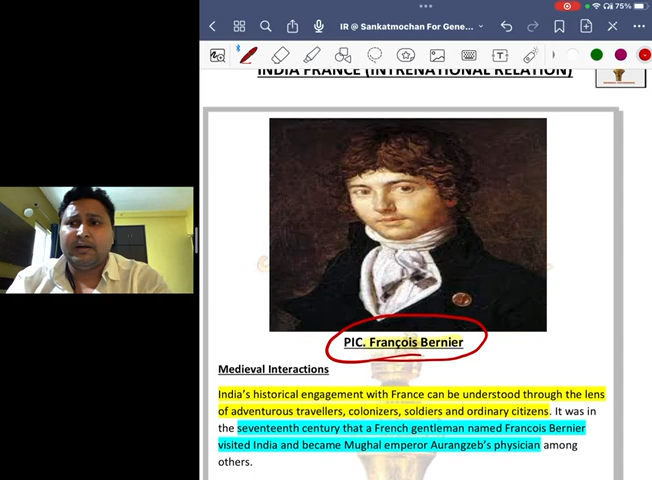 75%
IR @ Sankatmochan For Gene...
T
INDIA FRANCE (INTRENATIONAL RELATION)
PIC. François Bernier
Medieval Interactions
India's historical engagement with France can be understood through the lens
of adventurous travellers, colonizers, soldiers and ordinary citizens. It was in
the seventeenth century that a French gentleman named Francois Bernier
visited India and became Mughal emperor Aurangzeb's physician among
others.